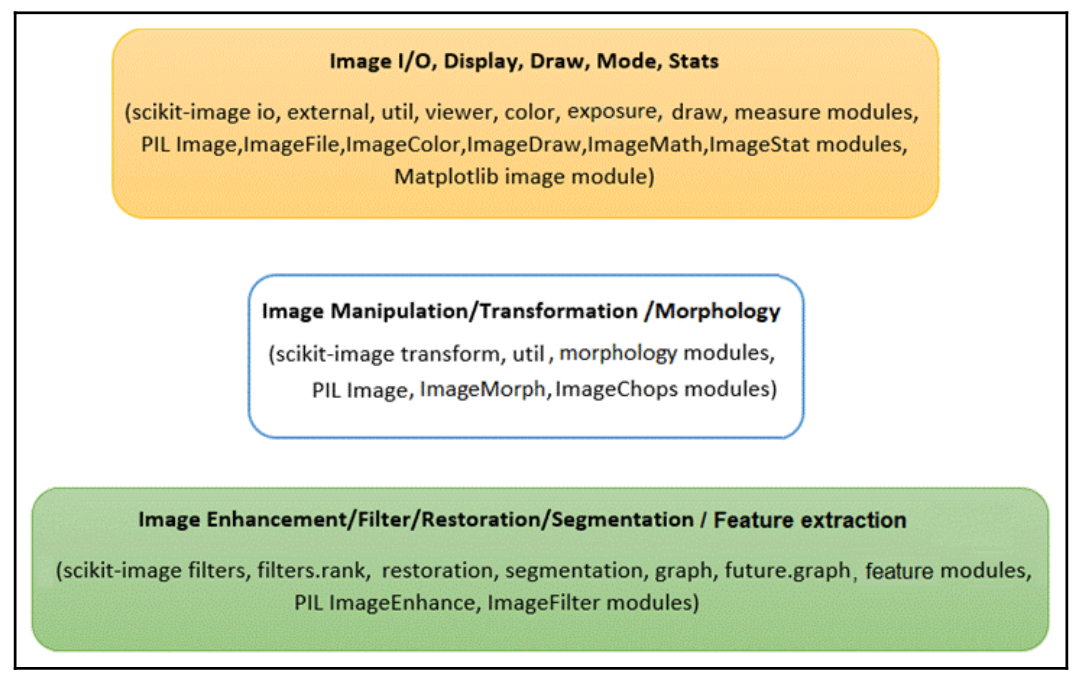 Image I/O, Display, Draw, Mode, Stats
(scikit-image io, external, util, viewer, color, exposure, draw, measure modules,
PIL Image,ImageFile,ImageColor,ImageDraw,ImageMath,ImageStat modules,
Matplotlib image module)
Image Manipulation/Transformation /Morphology
(scikit-image transform, util, morphology modules,
PIL Image, ImageMorph, ImageChops modules)
Image Enhancement/Filter/Restoration/Segmentation / Feature extraction
(scikit-image filters, filters.rank, restoration, segmentation, graph, future.graph, feature modules,
PIL ImageEnhance, ImageFilter modules)